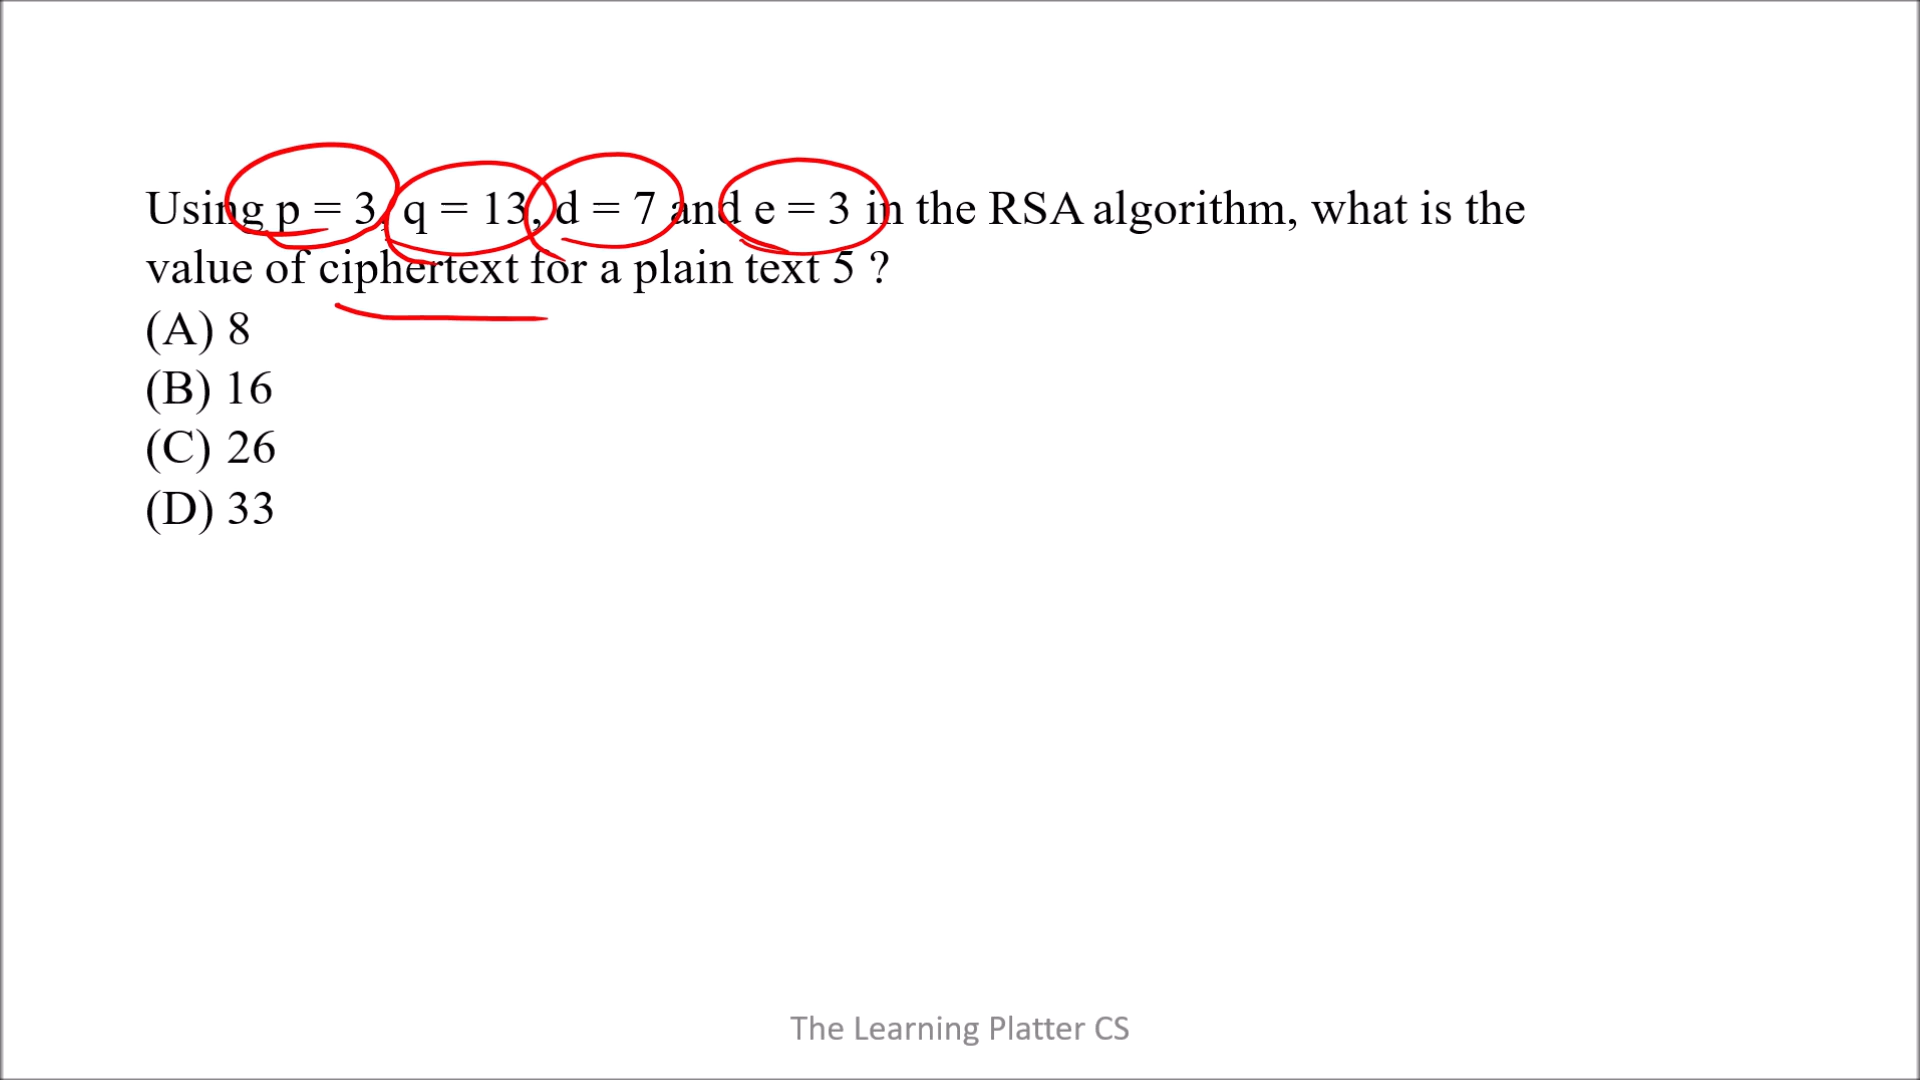 Using p = 3, q = 13, d = 7 and e = 3 in the RSA algorithm, what is the
value of ciphertext for a plain text 5 ?
(A) 8
(B) 16
(C) 26
(D) 33
The Learning Platter CS